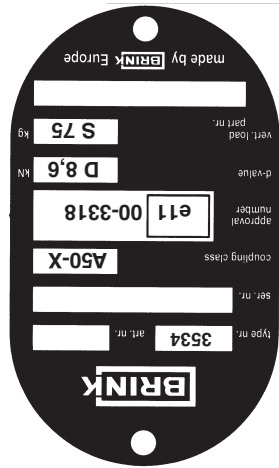 BRINK
type nr. 3534 art. nr.
ser. nr.
coupling class A50-X
approval number e11 00-3318
d-value D 8,6 kN
vert. load S 75 kg
part nr.
made by BRINK Europe